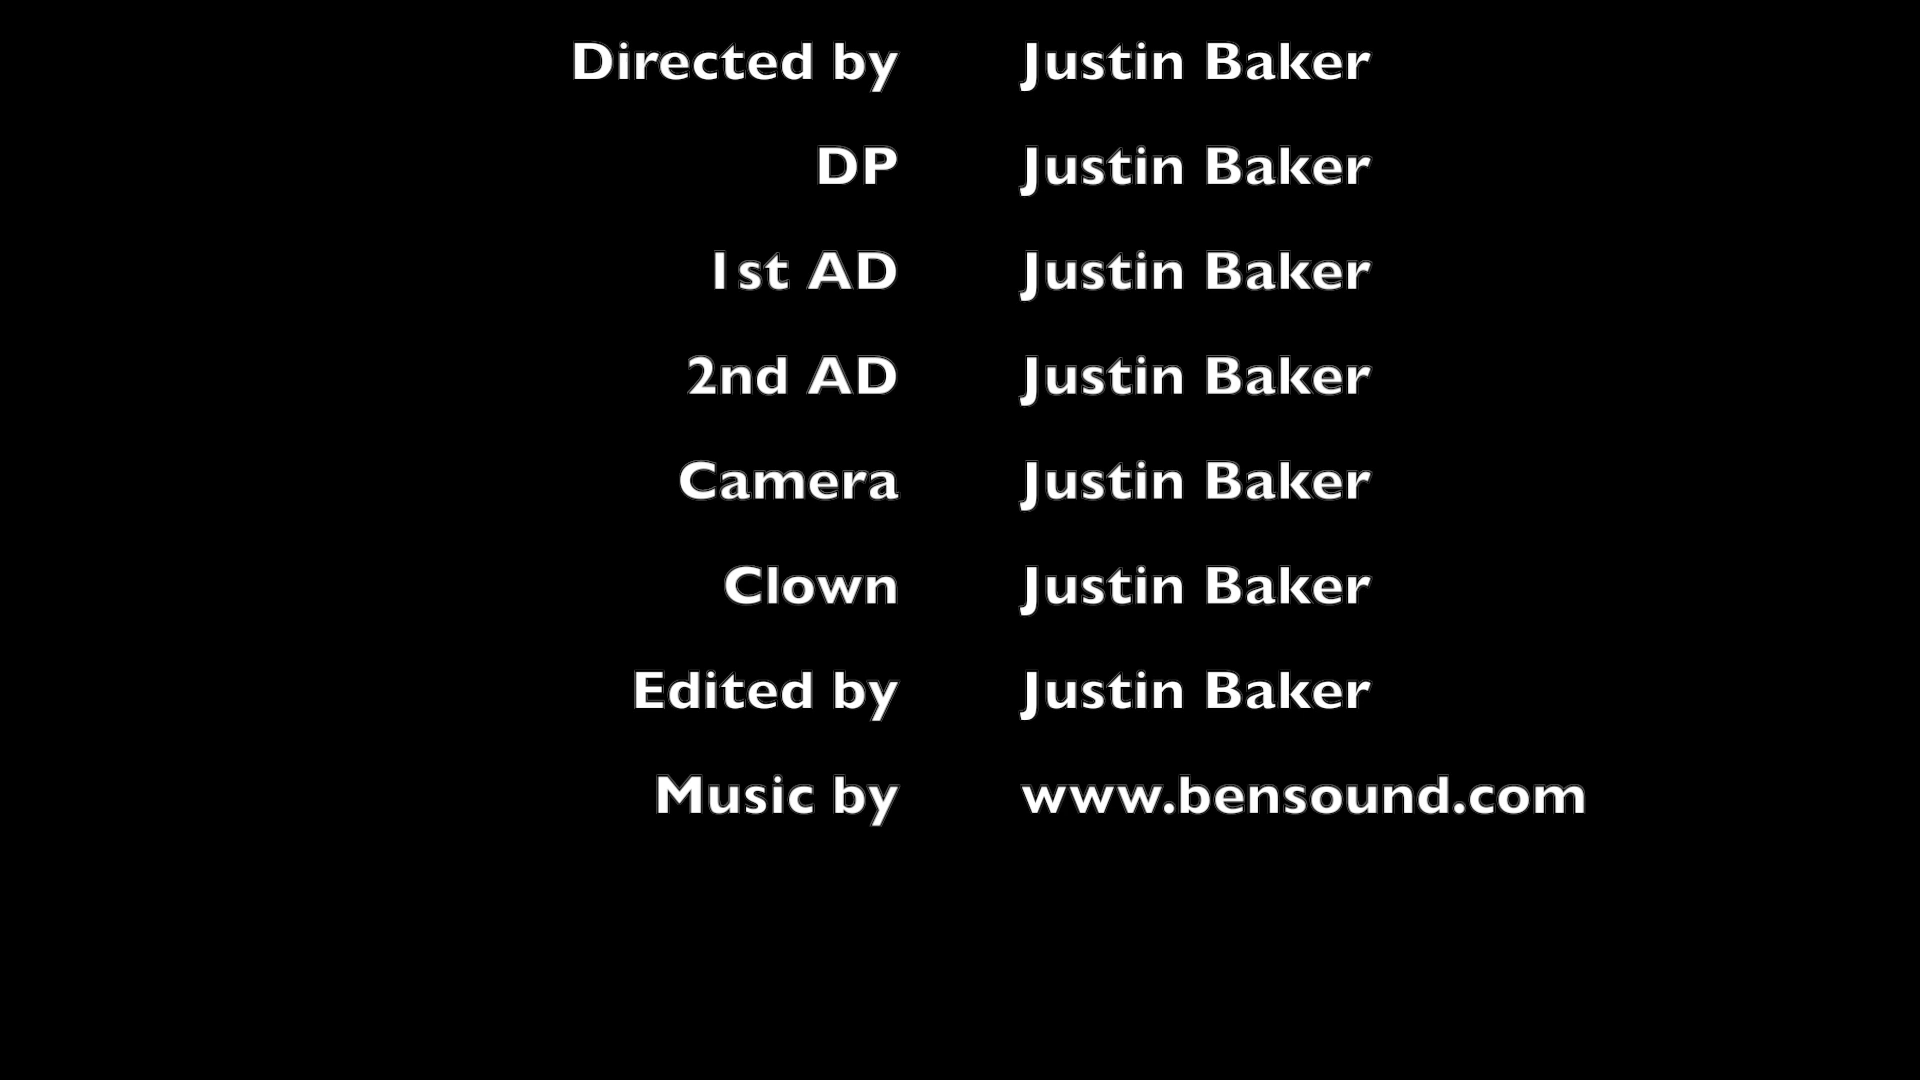 Directed by Justin Baker
DP Justin Baker
1st AD Justin Baker
2nd AD Justin Baker
Camera Justin Baker
Clown Justin Baker
Edited by Justin Baker
Music by www.bensound.com